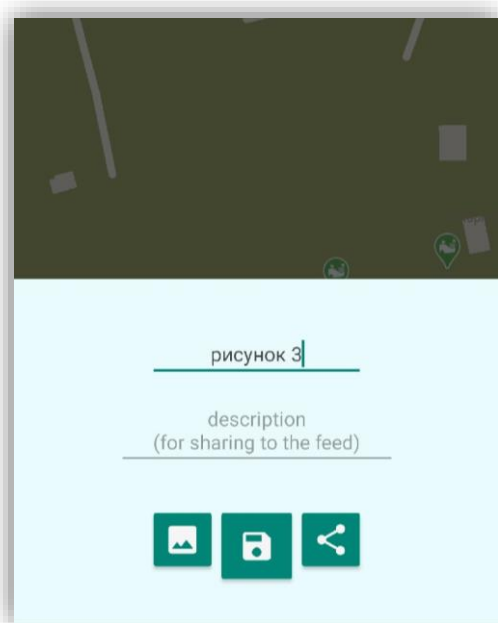 рисунок 3
description
(for sharing to the feed)